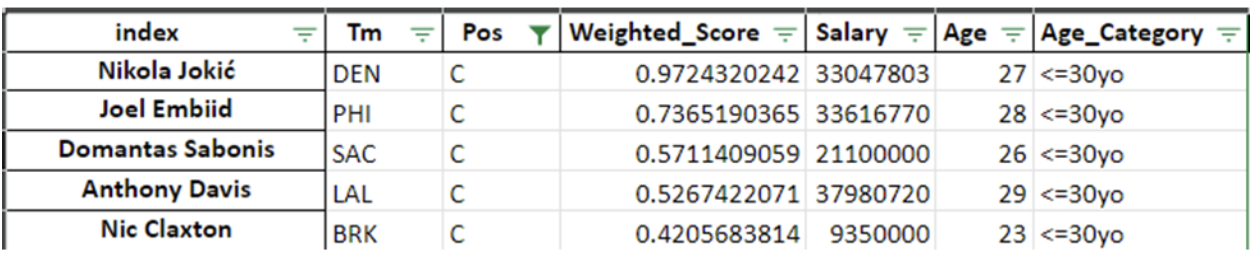 index Tm Pos Weighted_Score Salary Age Age_Category
Nikola Jokić DEN C 0.9724320242 33047803 27 <=30yo
Joel Embiid PHI C 0.7365190365 33616770 28 <=30yo
Domantas Sabonis SAC C 0.5711409059 21100000 26 <=30yo
Anthony Davis LAL C 0.5267422071 37980720 29 <=30yo
Nic Claxton BRK C 0.4205683814 9350000 23 <=30yo